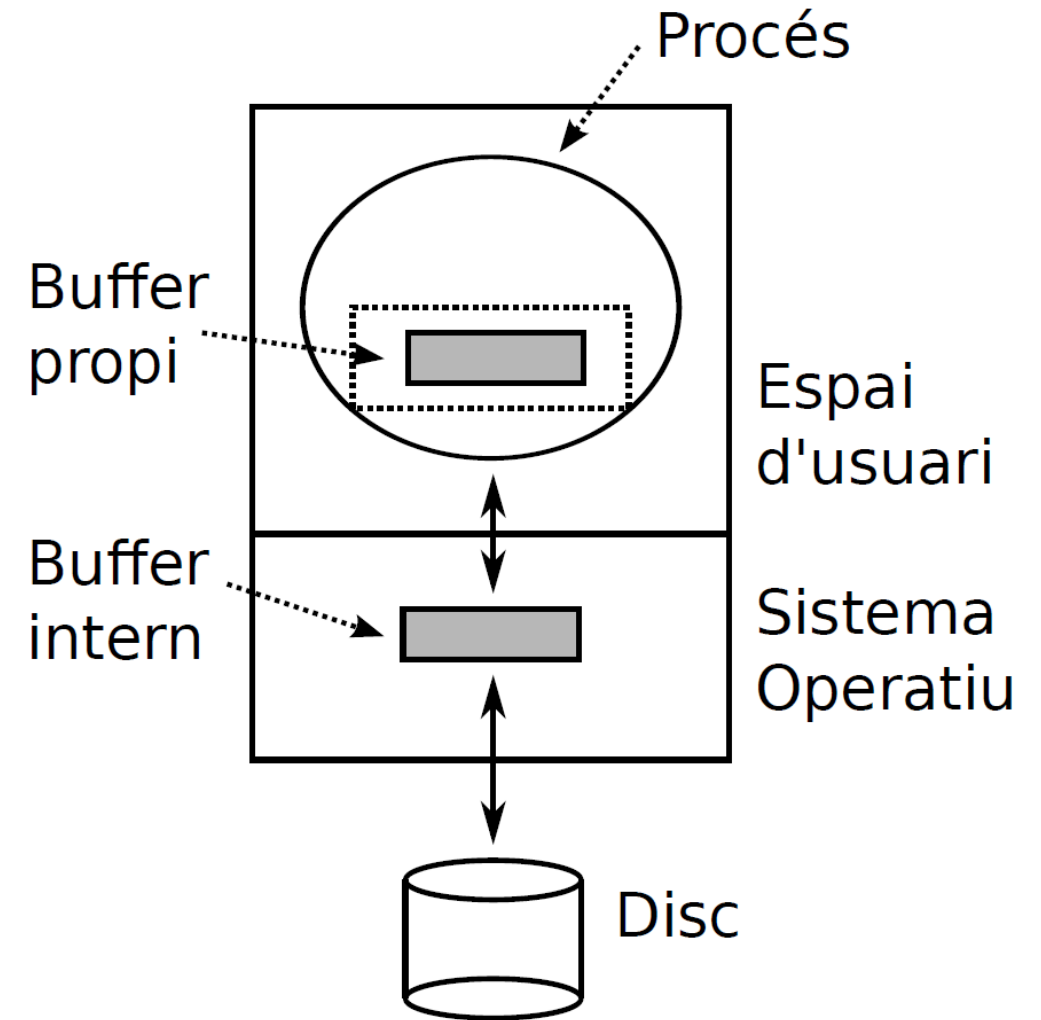 Procés
Buffer
propi
Espai
d'usuari
Buffer
intern
Sistema
Operatiu
Disc